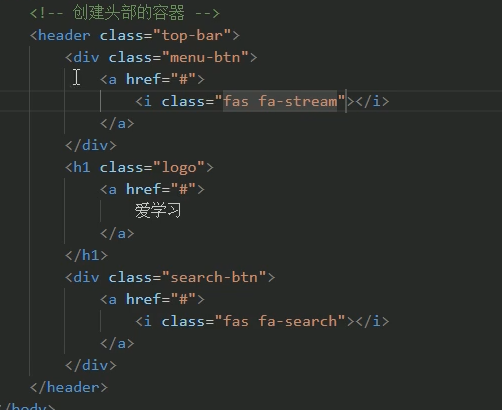 <!-- 创建头部的容器 -->
<header class="top-bar">
<div class="menu-btn">
<a href="#">
<i class="fas fa-stream"></i>
</a>
</div>
<h1 class="logo">
<a href="#">
爱学习
</a>
</h1>
<div class="search-btn">
<a href="#">
<i class="fas fa-search"></i>
</a>
</div>
</header>
</body>